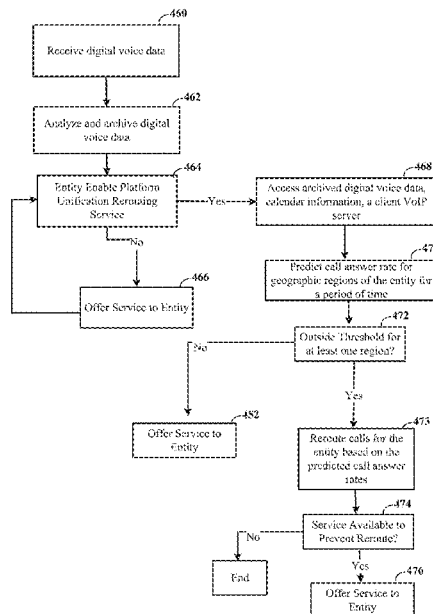 460
Receive digital voice data
462
Analyze and archive digital
voice data
464
Entity Enable Platform
Unification Rerouting
Service
Yes
468
Access archived digital voice data,
calendar information, a client VoIP
server
No
466
Offer Service to Entity
47
Predict call answer rate for
geographic regions of the entity for
a period of time
472
Outside Threshold for
at least one region?
No
Yes
452
Offer Service to
Entity
473
Reroute calls for the
entity based on the
predicted call answer
rates
474
Service Available to
Prevent Reroute?
No
Yes
End
476
Offer Service to
Entity